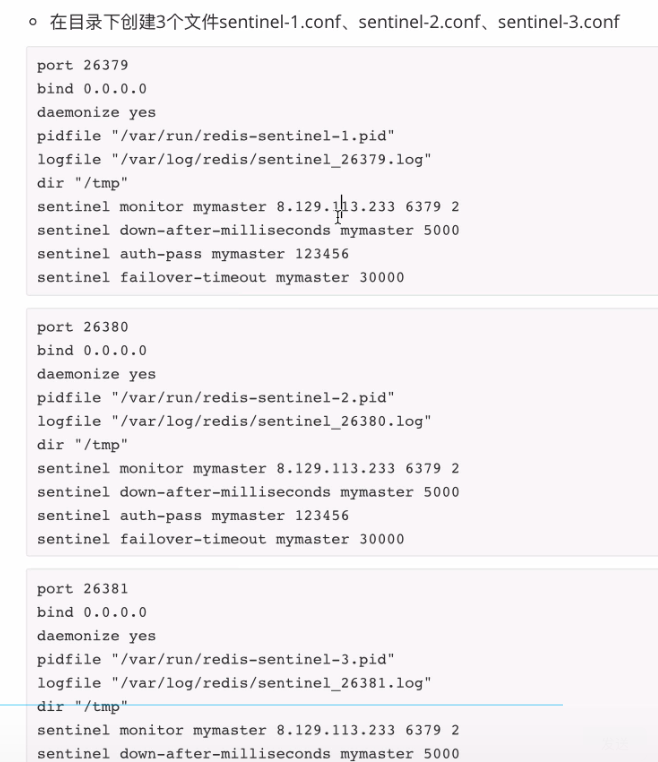 在目录下创建3个文件sentinel-1.conf、sentinel-2.conf、sentinel-3.conf
port 26379
bind 0.0.0.0
daemonize yes
pidfile "/var/run/redis-sentinel-1.pid"
logfile "/var/log/redis/sentinel_26379.log"
dir "/tmp"
sentinel monitor mymaster 8.129.113.233 6379 2
sentinel down-after-milliseconds mymaster 5000
sentinel auth-pass mymaster 123456
sentinel failover-timeout mymaster 30000
port 26380
bind 0.0.0.0
daemonize yes
pidfile "/var/run/redis-sentinel-2.pid"
logfile "/var/log/redis/sentinel_26380.log"
dir "/tmp"
sentinel monitor mymaster 8.129.113.233 6379 2
sentinel down-after-milliseconds mymaster 5000
sentinel auth-pass mymaster 123456
sentinel failover-timeout mymaster 30000
port 26381
bind 0.0.0.0
daemonize yes
pidfile "/var/run/redis-sentinel-3.pid"
logfile "/var/log/redis/sentinel_26381.log"
dir "/tmp"
sentinel monitor mymaster 8.129.113.233 6379 2
sentinel down-after-milliseconds mymaster 5000